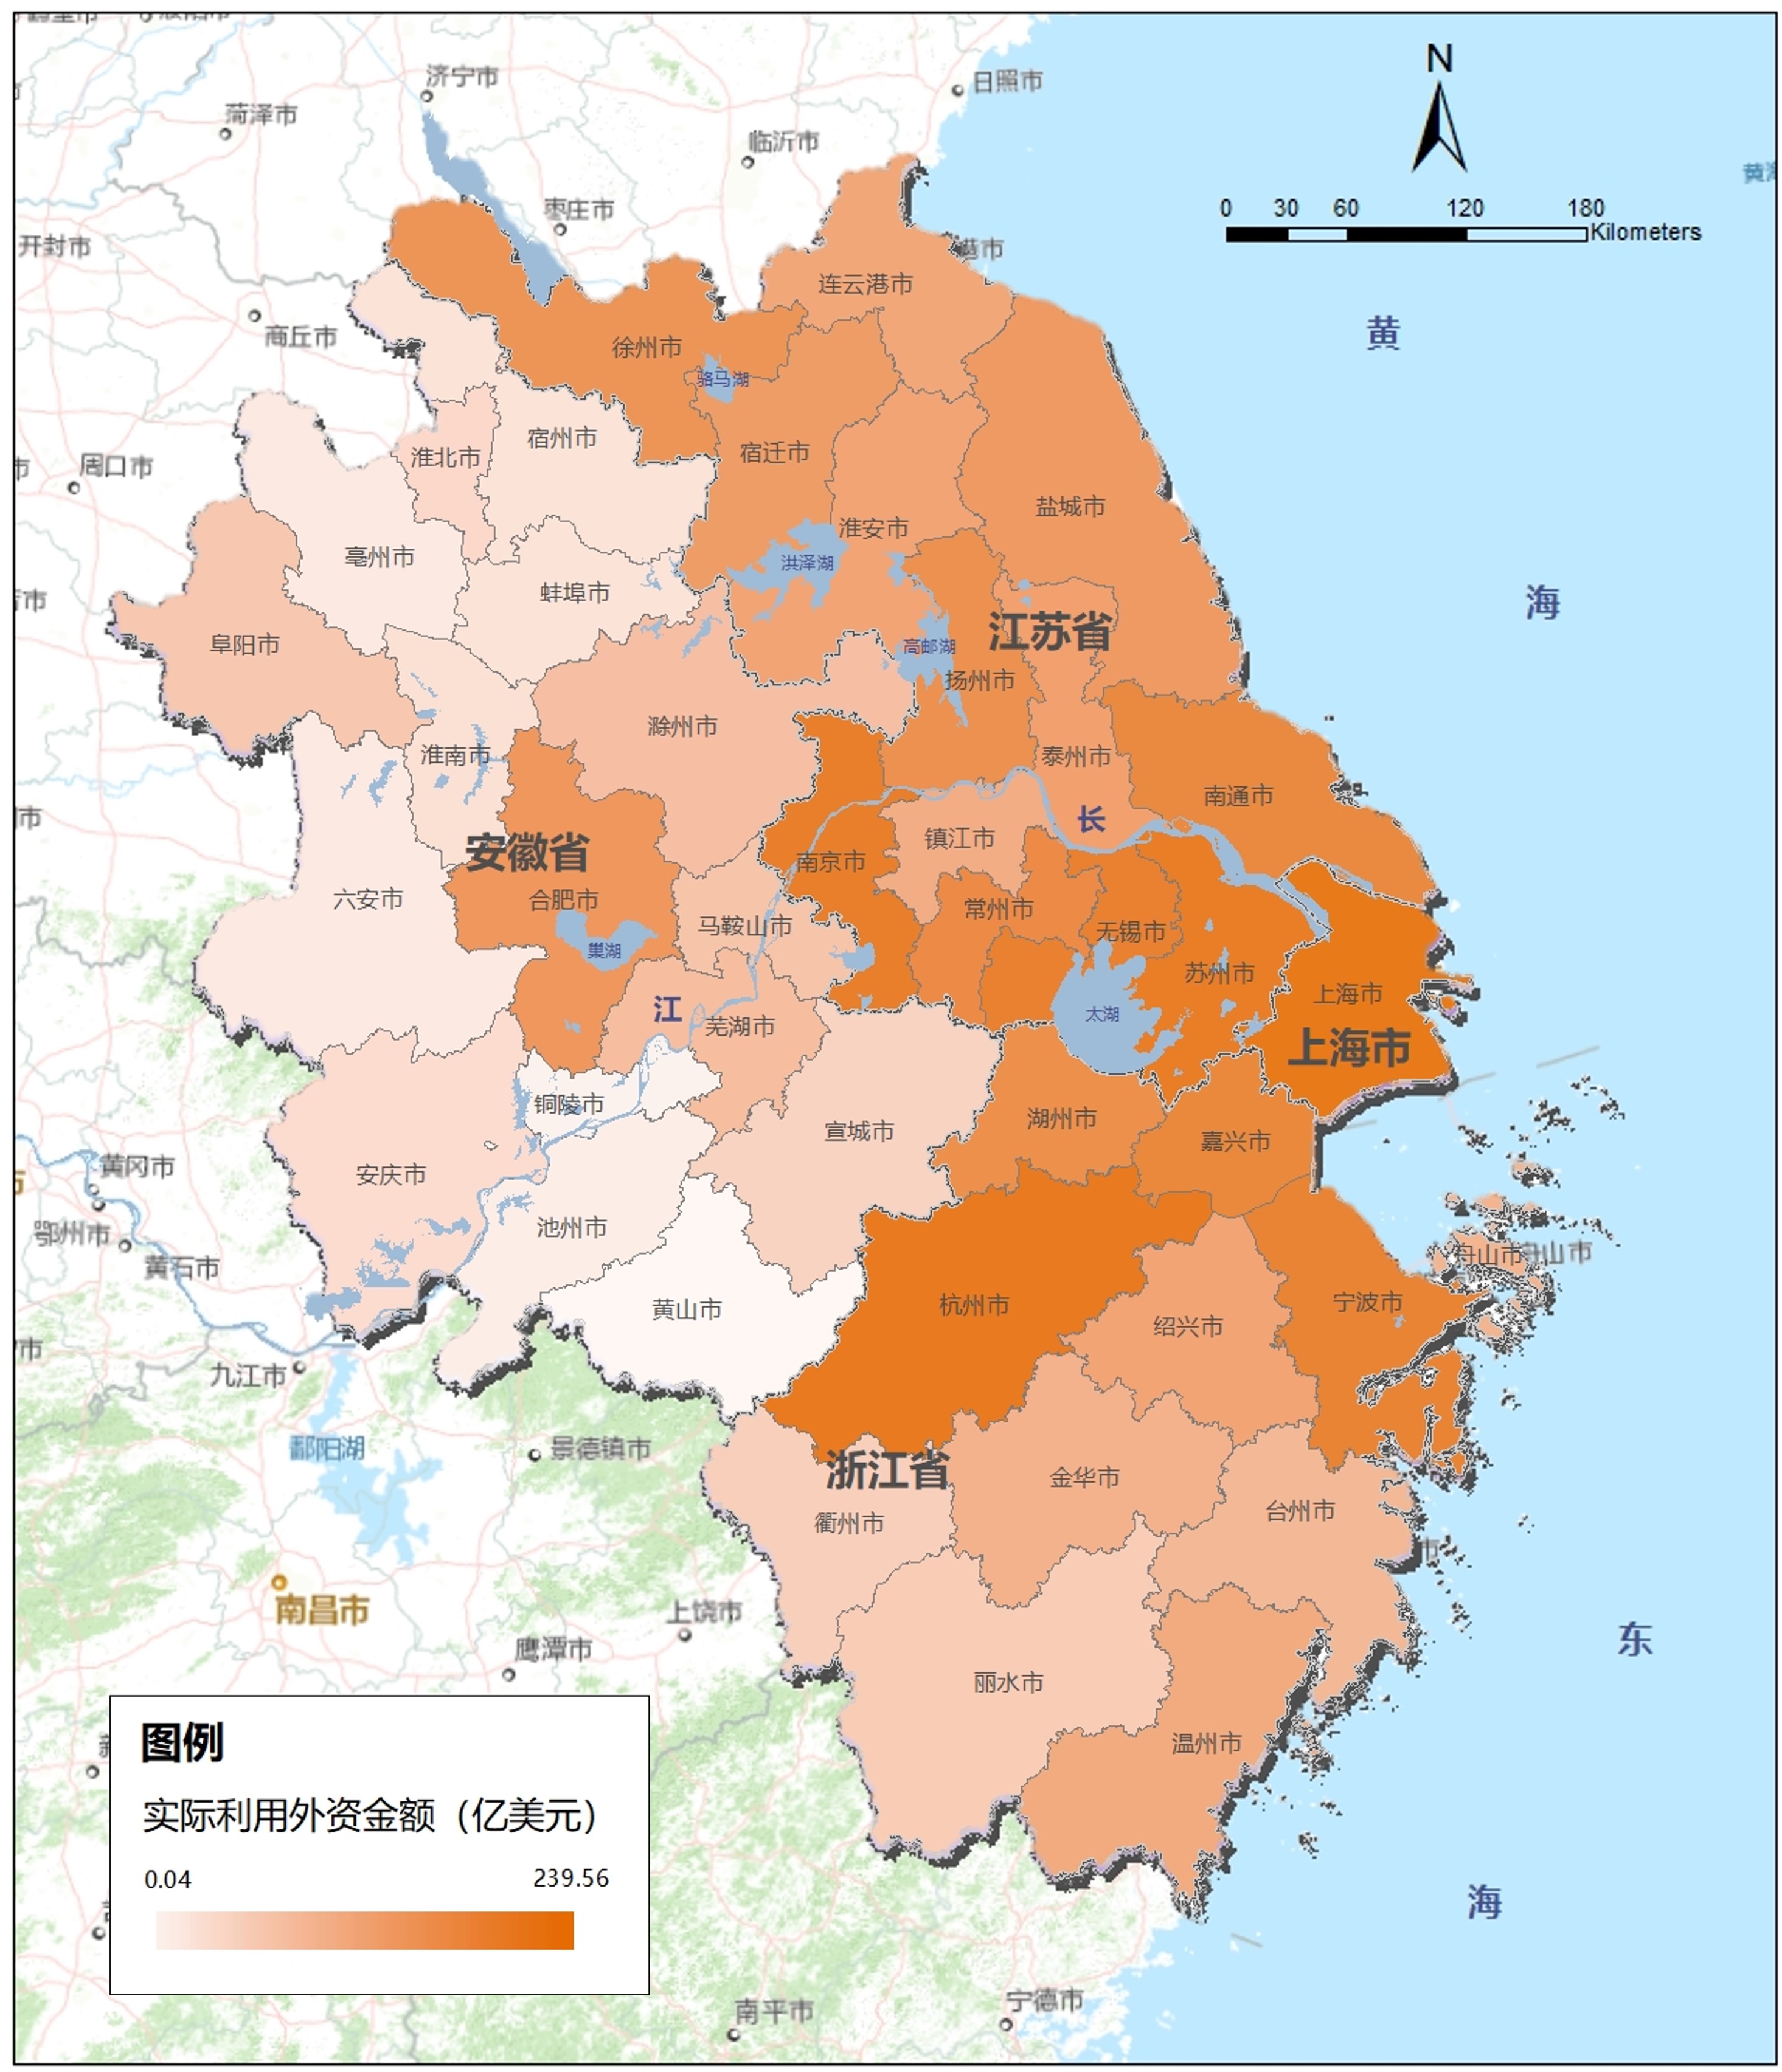 济宁市
日照市
菏泽市
N
临沂市
枣庄市
0 30 60 120 180
Kilometers
开封市
港市
连云港市
商丘市
徐州市
黄
骆马湖
宿州市
宿迁市
淮北市
周口市
盐城市
淮安市
亳州市
洪泽湖
蚌埠市
海
江苏省
阜阳市
高邮湖
扬州市
滁州市
淮南市
泰州市
南通市
长
镇江市
安徽省
南京市
合肥市
六安市
常州市
马鞍山市
无锡市
巢湖
苏州市
上海市
江
太湖
芜湖市
上海市
铜陵市
湖州市
宣城市
嘉兴市
黄冈市
安庆市
池州市
鄂州市
舟山市
舟山市
黄石市
杭州市
宁波市
黄山市
绍兴市
九江市
鄱阳湖
景德镇市
浙江省
金华市
台州市
衢州市
市
南昌市
上饶市
东
鹰潭市
丽水市
图例
温州市
实际利用外资金额（亿美元）
0.04 239.56
海
宁德市
南平市